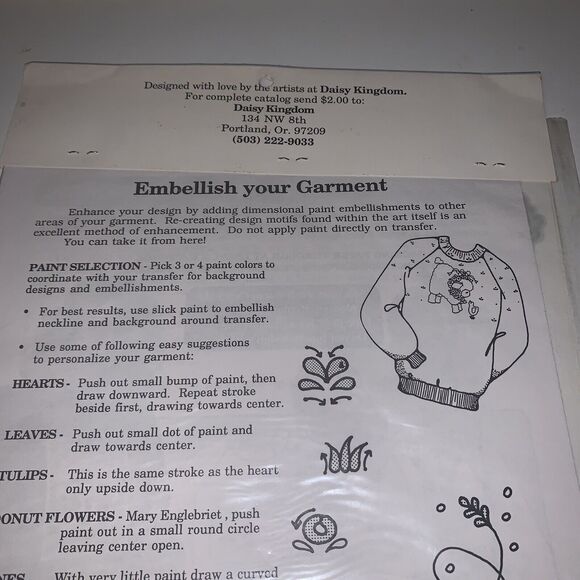 Designed with love by the artists at Daisy Kingdom.
For complete catalog send $2.00 to:
Daisy Kingdom
134 NW 8th
Portland, Or. 97209
(503) 222-9033
Embellish your Garment
Enhance your design by adding dimensional paint embellishments to other
areas of your garment. Re-creating design motifs found within the art itself is an
excellent method of enhancement. Do not apply paint directly on transfer.
You can take it from here!
PAINT SELECTION - Pick 3 or 4 paint colors to
coordinate with your transfer for background
designs and embellishments.
• For best results, use slick paint to embellish
neckline and background around transfer.
• Use some of following easy suggestions
to personalize your garment:
HEARTS - Push out small bump of paint, then
draw downward. Repeat stroke
beside first, drawing towards center.
LEAVES - Push out small dot of paint and
draw towards center.
TULIPS - This is the same stroke as the heart
only upside down.
ONUT FLOWERS - Mary Englebriet, push
paint out in a small round circle
leaving center open.
NES - With very little paint draw a curved